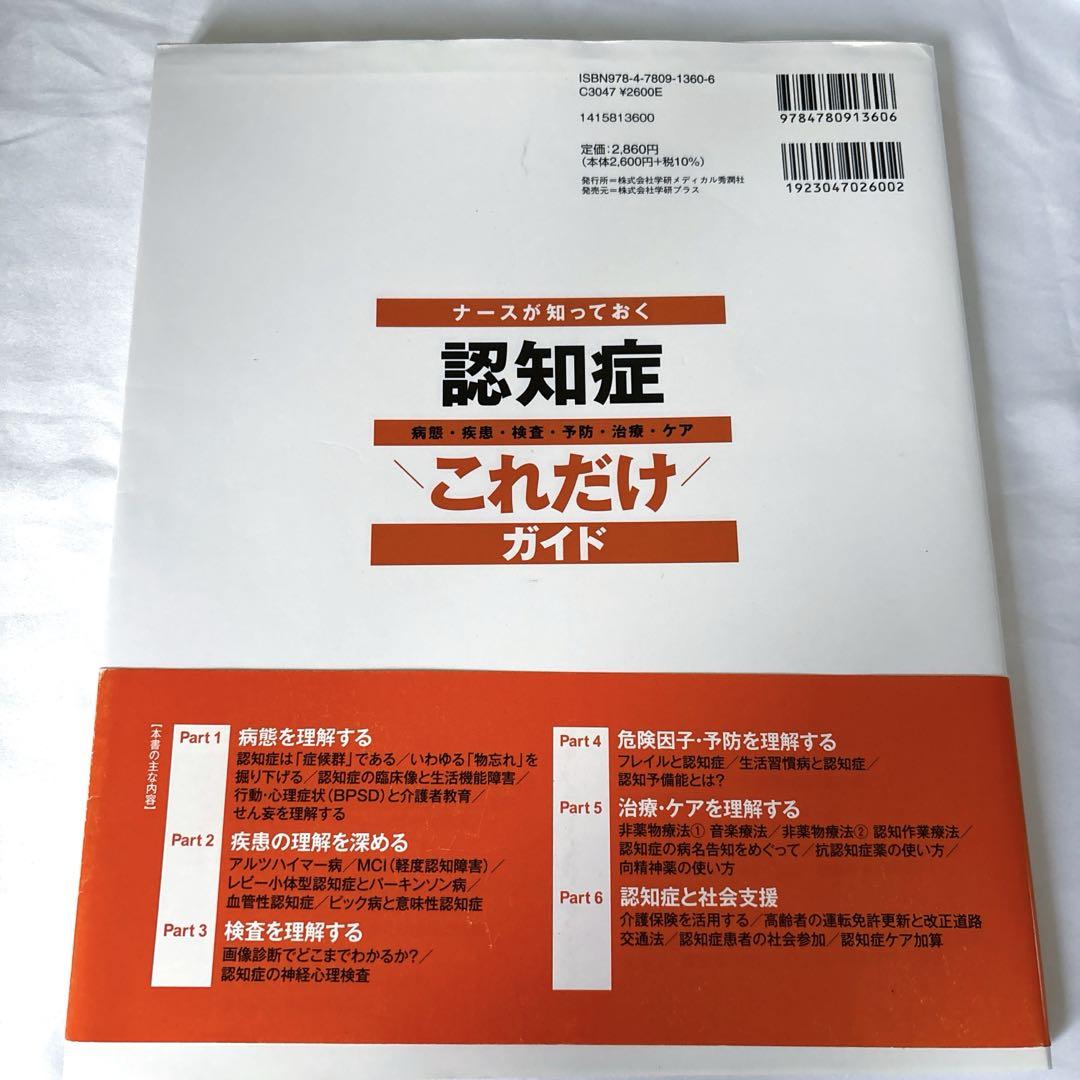 ISBN978-4-7809-1360-6
C3047 ¥2600E
1415813600
定価:2,860円
(本体2,600円+税10%)
発行所=株式会社学研メディカル秀潤社
発売元=株式会社学研プラス
9784780913606
1923047026002
ナースが知っておく
認知症
病態・疾患・検査・予防・治療・ケア
これだけ
ガイド
[本書の主な内容]
Part 1 病態を理解する
認知症は「症候群」である/いわゆる「物忘れ」を
掘り下げる/認知症の臨床像と生活機能障害/
行動・心理症状(BPSD)と介護者教育/
せん妄を理解する
Part 2 疾患の理解を深める
アルツハイマー病/MCI(軽度認知障害)/
レビー小体型認知症とパーキンソン病/
血管性認知症/ピック病と意味性認知症
Part 3 検査を理解する
画像診断でどこまでわかるか?/
認知症の神経心理検査
Part 4 危険因子・予防を理解する
フレイルと認知症/生活習慣病と認知症/
認知予備能とは?
Part 5 治療・ケアを理解する
非薬物療法① 音楽療法/非薬物療法② 認知作業療法/
認知症の病名告知をめぐって/抗認知症薬の使い方/
向精神薬の使い方
Part 6 認知症と社会支援
介護保険を活用する/高齢者の運転免許更新と改正道路
交通法/認知症患者の社会参加/認知症ケア加算